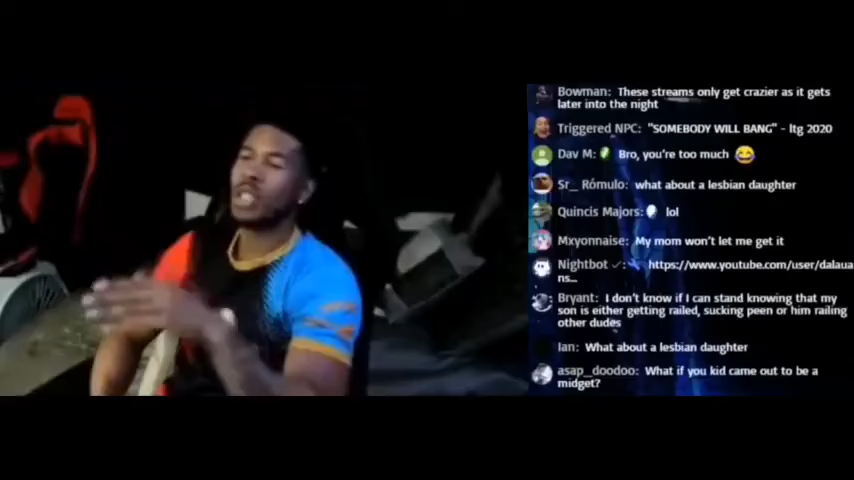 Bowman: These streams only get crazier as it gets
later into the night
Triggered NPC: "SOMEBODY WILL BANG" - ltg 2020
Dav M: Bro, you're too much 😂
Sr_ Rómulo: what about a lesbian daughter
Quincis Majors: lol
Mxyonnaise: My mom won't let me get it
Nightbot ✓: https://www.youtube.com/user/dalaua
ns...
Bryant: I don't know if I can stand knowing that my
son is either getting railed, sucking peen or him railing
other dudes
Ian: What about a lesbian daughter
asap_doodoo: What if you kid came out to be a
midget?